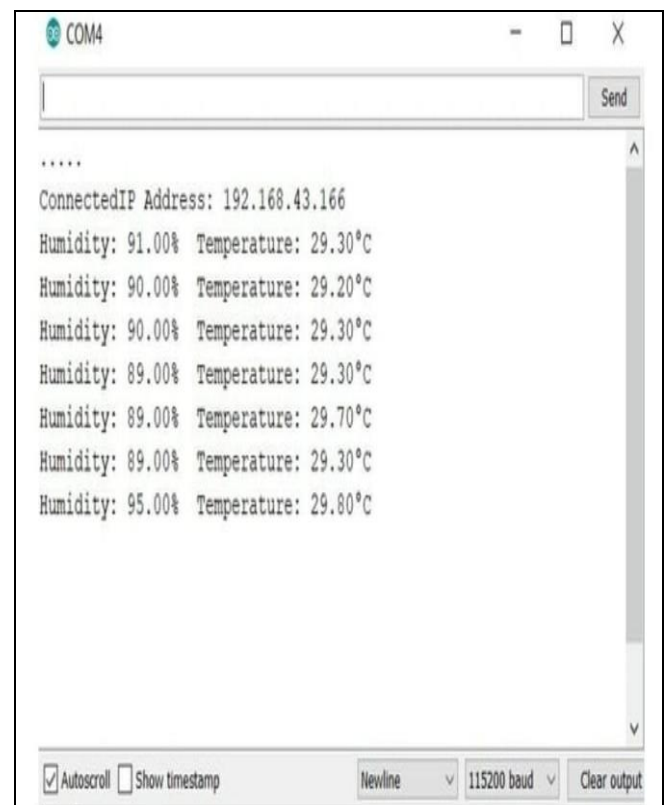 COM4
Send
.....
ConnectedIP Address: 192.168.43.166
Humidity: 91.00% Temperature: 29.30°C
Humidity: 90.00% Temperature: 29.20°C
Humidity: 90.00% Temperature: 29.30°C
Humidity: 89.00% Temperature: 29.30°C
Humidity: 89.00% Temperature: 29.70°C
Humidity: 89.00% Temperature: 29.30°C
Humidity: 95.00% Temperature: 29.80°C
Autoscroll Show timestamp Newline 115200 baud Clear output